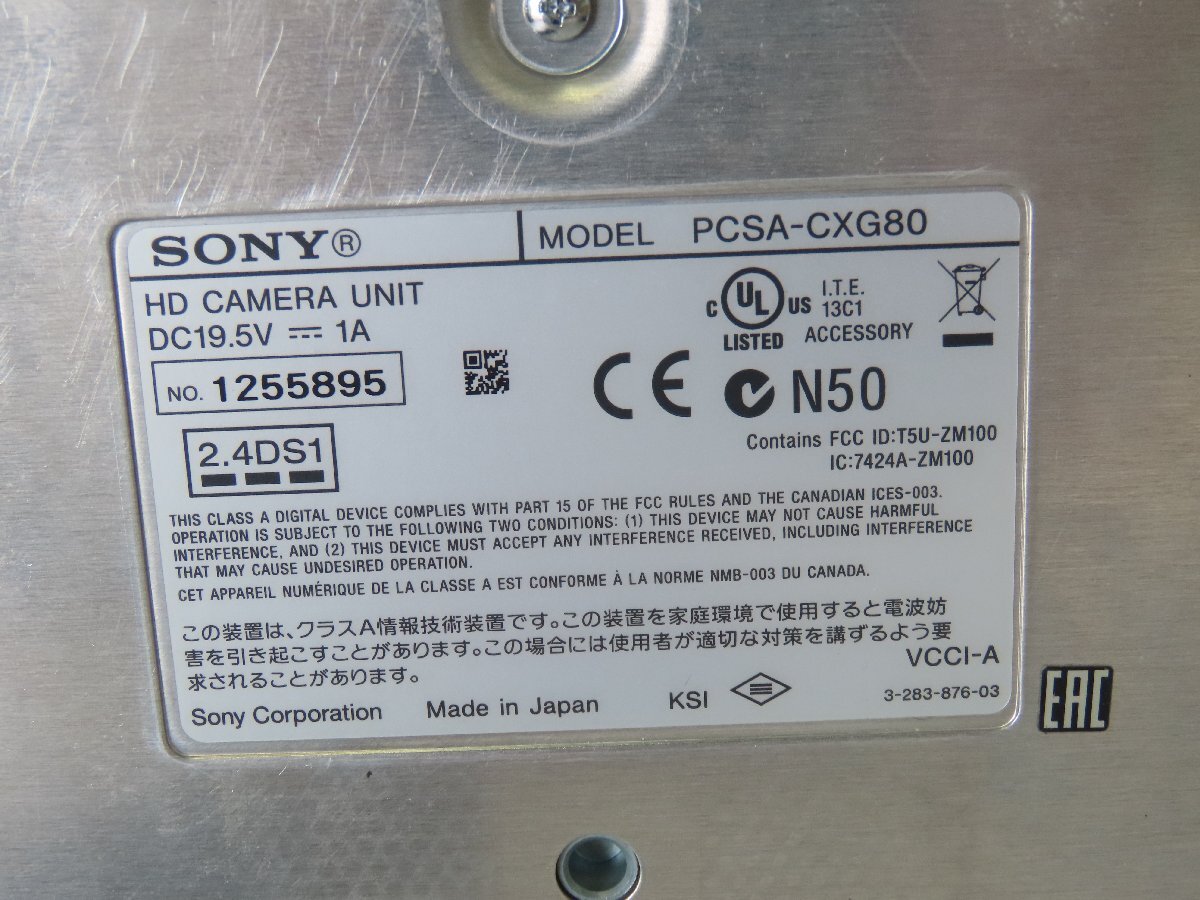 SONY®
MODEL PCSA-CXG80
HD CAMERA UNIT
DC19.5V ⎓ 1A
NO. 1255895
2.4DS1
C UL US
LISTED
I.T.E.
13C1
ACCESSORY
CE N50
Contains FCC ID:T5U-ZM100
IC:7424A-ZM100
THIS CLASS A DIGITAL DEVICE COMPLIES WITH PART 15 OF THE FCC RULES AND THE CANADIAN ICES-003.
OPERATION IS SUBJECT TO THE FOLLOWING TWO CONDITIONS: (1) THIS DEVICE MAY NOT CAUSE HARMFUL
INTERFERENCE, AND (2) THIS DEVICE MUST ACCEPT ANY INTERFERENCE RECEIVED, INCLUDING INTERFERENCE
THAT MAY CAUSE UNDESIRED OPERATION.
CET APPAREIL NUMÉRIQUE DE LA CLASSE A EST CONFORME À LA NORME NMB-003 DU CANADA.
この装置は、クラスA情報技術装置です。この装置を家庭環境で使用すると電波妨
害を引き起こすことがあります。この場合には使用者が適切な対策を講ずるよう要
求されることがあります。
VCCI-A
Sony Corporation Made in Japan KSI 3-283-876-03
EAC